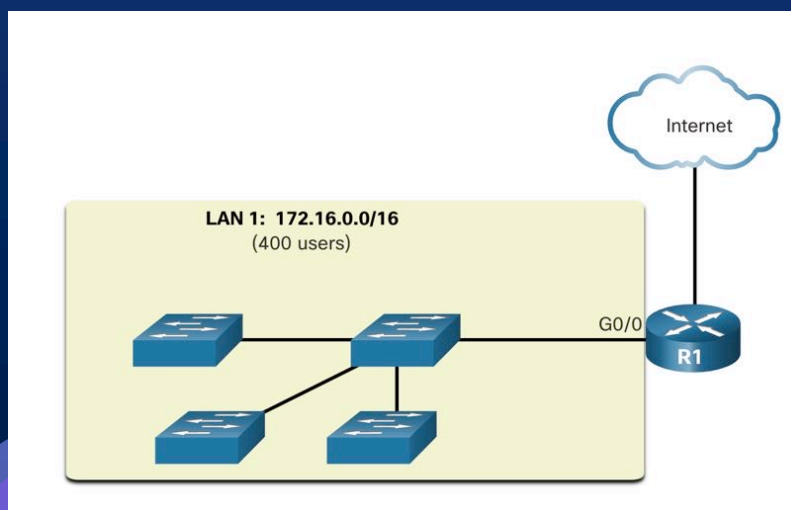 Internet
LAN 1: 172.16.0.0/16
(400 users)
G0/0
R1